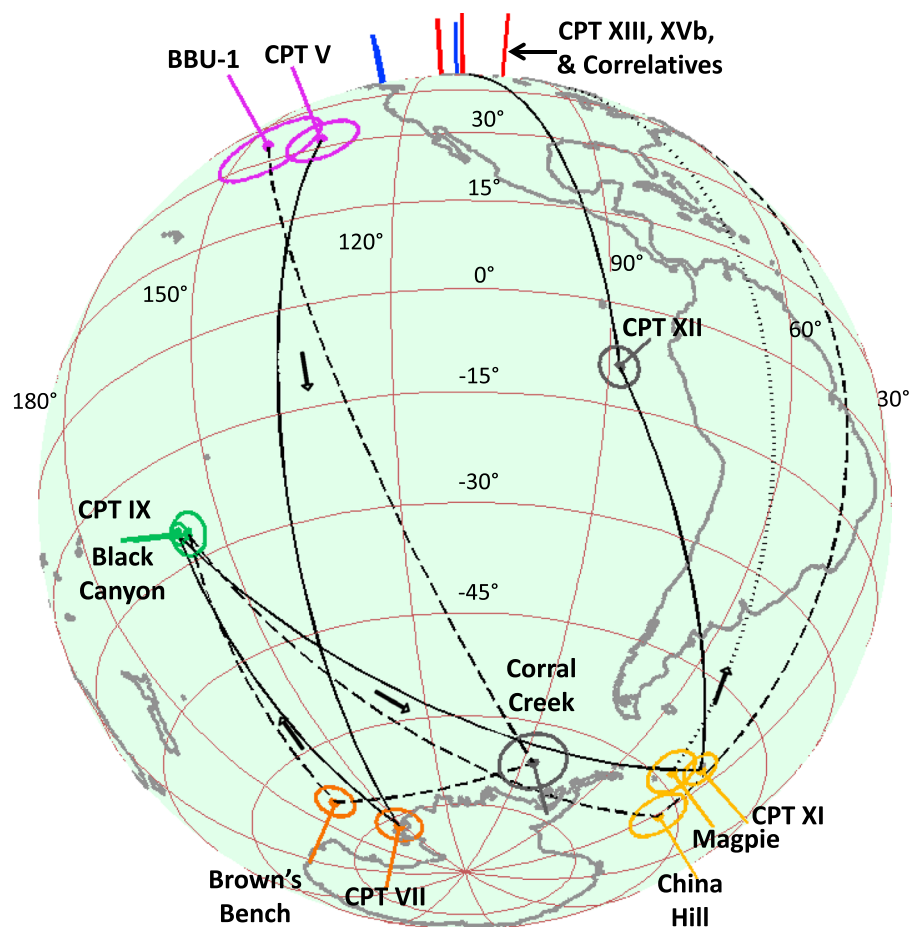 CPT XIII, XVb,
& Correlatives
BBU-1
CPT V
30°
15°
120°
90°
150°
0°
CPT XII
60°
-15°
180°
30°
-30°
CPT IX
Black
Canyon
-45°
Corral
Creek
CPT XI
Magpie
Brown's
Bench
CPT VII
China
Hill